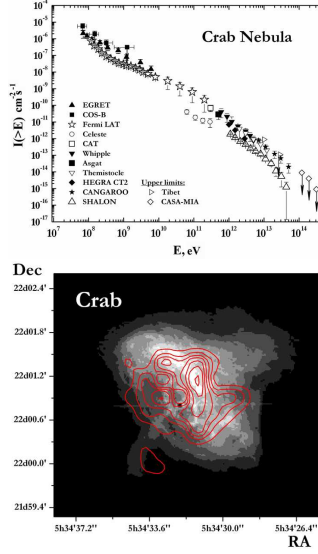 Crab Nebula
I(>E) cm⁻²s⁻¹
10⁻⁴
10⁻⁵
10⁻⁶
10⁻⁷
10⁻⁸
10⁻⁹
10⁻¹⁰
10⁻¹¹
10⁻¹²
10⁻¹³
10⁻¹⁴
10⁻¹⁵
10⁻¹⁶
10⁻¹⁷
EGRET
COS-B
Fermi LAT
Celeste
CAT
Whipple
Asgat
Themistocle
HEGRA CT2
CANGAROO
SHALON
Upper limits:
Tibet
CASA-MIA
10⁷ 10⁸ 10⁹ 10¹⁰ 10¹¹ 10¹² 10¹³ 10¹⁴
E, eV
Dec
Crab
22d02.4'
22d01.8'
22d01.2'
22d00.6'
22d00.0'
21d59.4'
5h34'37.2" 5h34'33.6" 5h34'30.0" 5h34'26.4"
RA